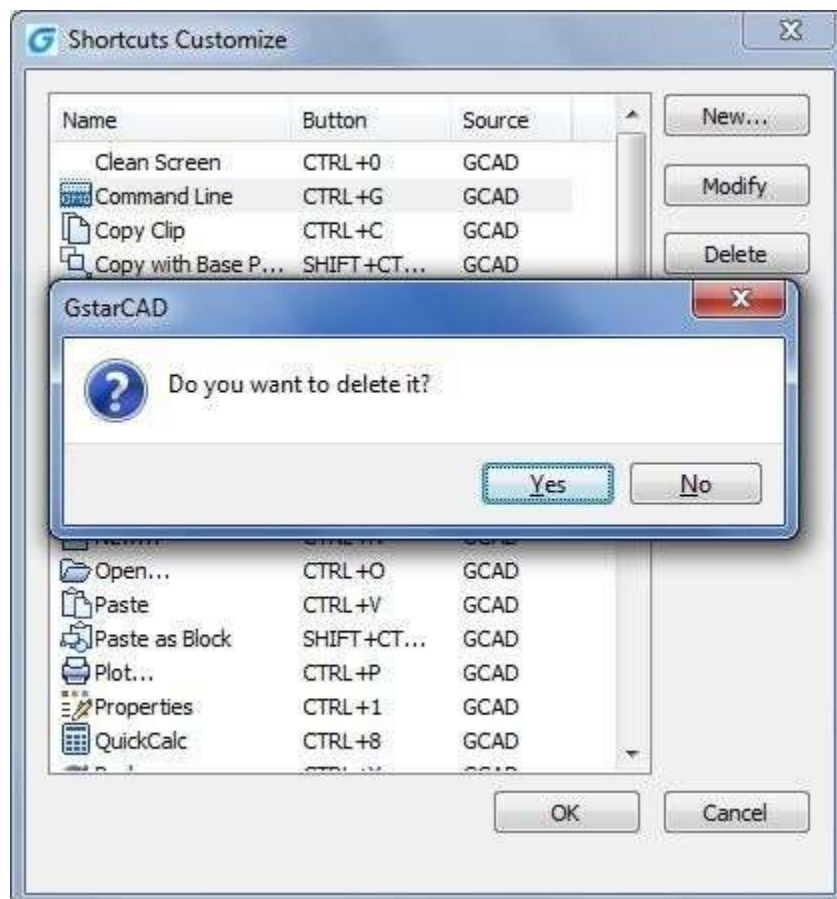 Shortcuts Customize
Name Button Source
New...
Clean Screen CTRL+0 GCAD
Command Line CTRL+G GCAD
Modify
Copy Clip CTRL+C GCAD
Copy with Base P... SHIFT+CT... GCAD
Delete
GstarCAD
Do you want to delete it?
Yes No
Open... CTRL+O GCAD
Paste CTRL+V GCAD
Paste as Block SHIFT+CT... GCAD
Plot... CTRL+P GCAD
Properties CTRL+1 GCAD
QuickCalc CTRL+8 GCAD
OK Cancel